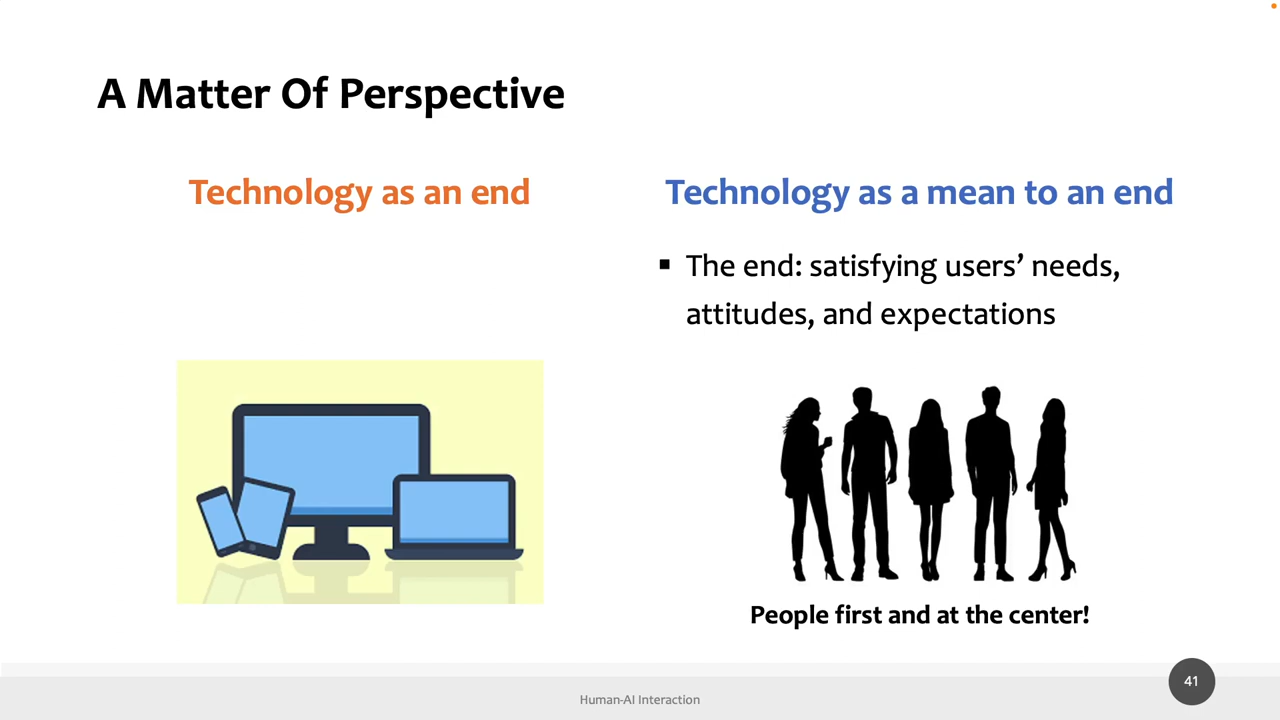 A Matter Of Perspective
Technology as an end
Technology as a mean to an end
▪ The end: satisfying users’ needs,
attitudes, and expectations
People first and at the center!
Human-AI Interaction
41